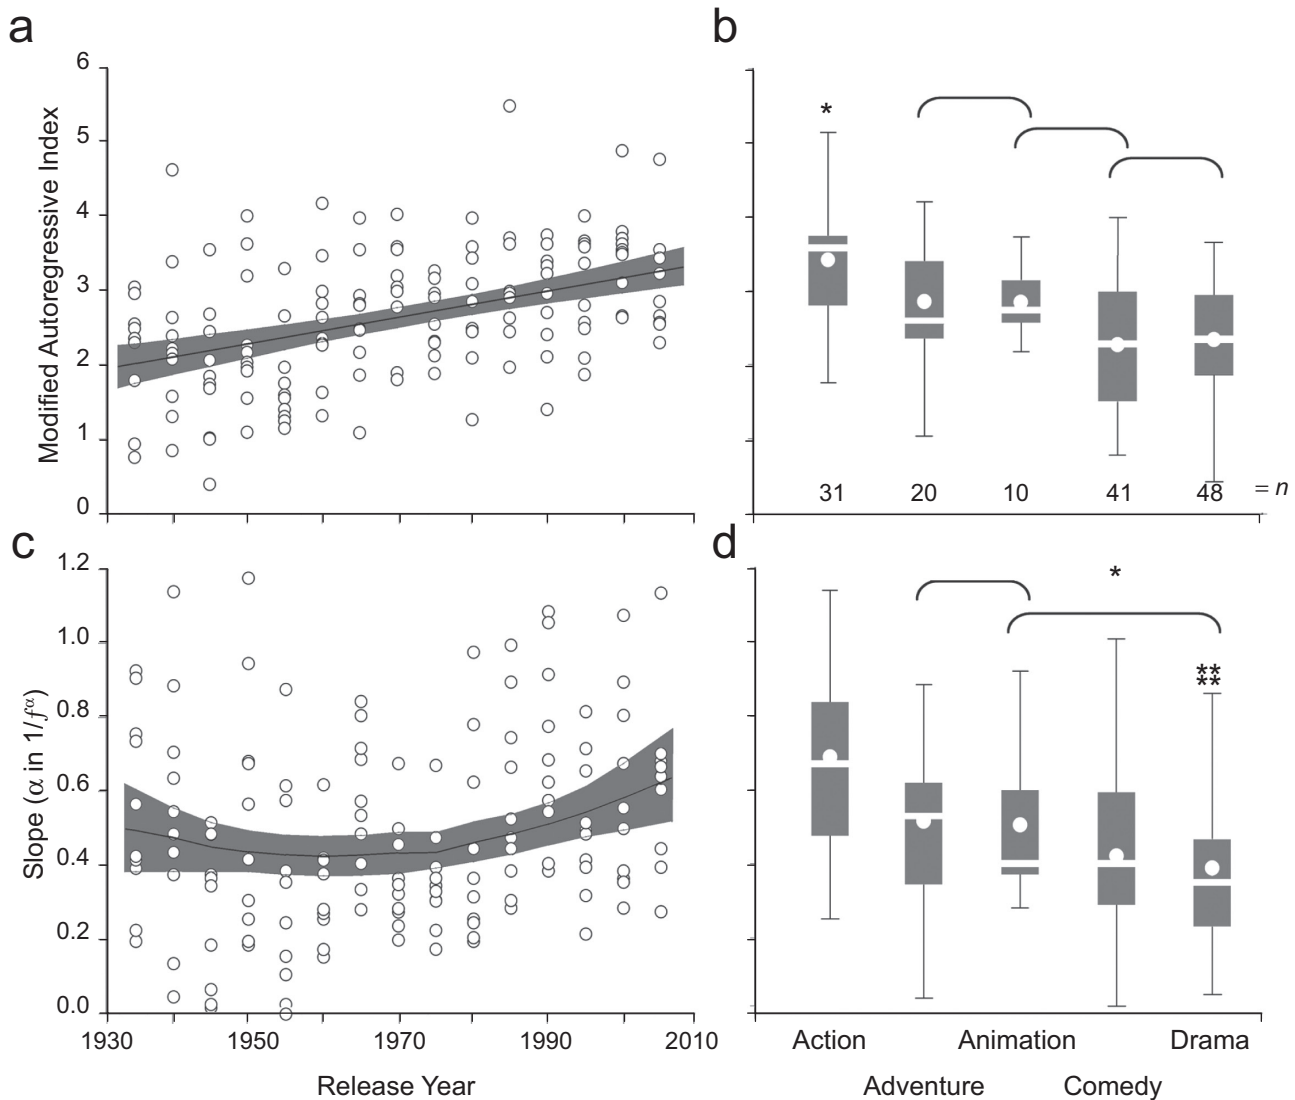 a
b
6
5
4
3
2
1
0
Modified Autoregressive Index
*
31 20 10 41 48 = n
c
d
1.2
1.0
0.8
0.6
0.4
0.2
0.0
Slope (α in 1/fᵅ)
1930 1950 1970 1990 2010
Release Year
*
**
**
Action Animation Drama
Adventure Comedy